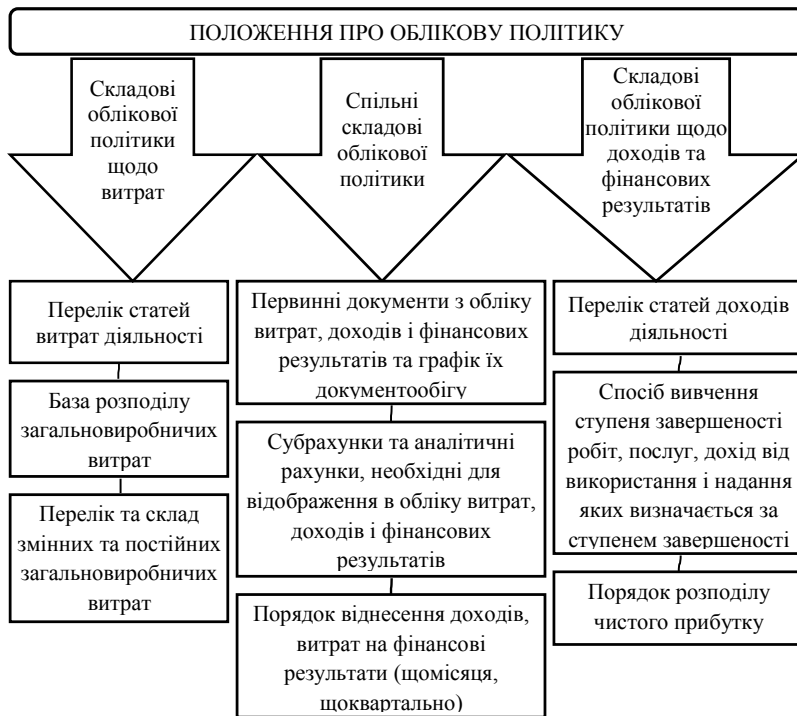 ПОЛОЖЕННЯ ПРО ОБЛІКОВУ ПОЛІТИКУ
Складові
облікової
політики
щодо
витрат
Спільні
складові
облікової
політики
Складові
облікової
політики щодо
доходів та
фінансових
результатів
Перелік статей
витрат діяльності
База розподілу
загальновиробничих
витрат
Перелік та склад
змінних та постійних
загальновиробничих
витрат
Первинні документи з обліку
витрат, доходів і фінансових
результатів та графік їх
документообігу
Субрахунки та аналітичні
рахунки, необхідні для
відображення в обліку витрат,
доходів і фінансових
результатів
Порядок віднесення доходів,
витрат на фінансові
результати (щомісяця,
щоквартально)
Перелік статей доходів
діяльності
Спосіб вивчення
ступеня завершеності
робіт, послуг, дохід від
використання і надання
яких визначається за
ступенем завершеності
Порядок розподілу
чистого прибутку